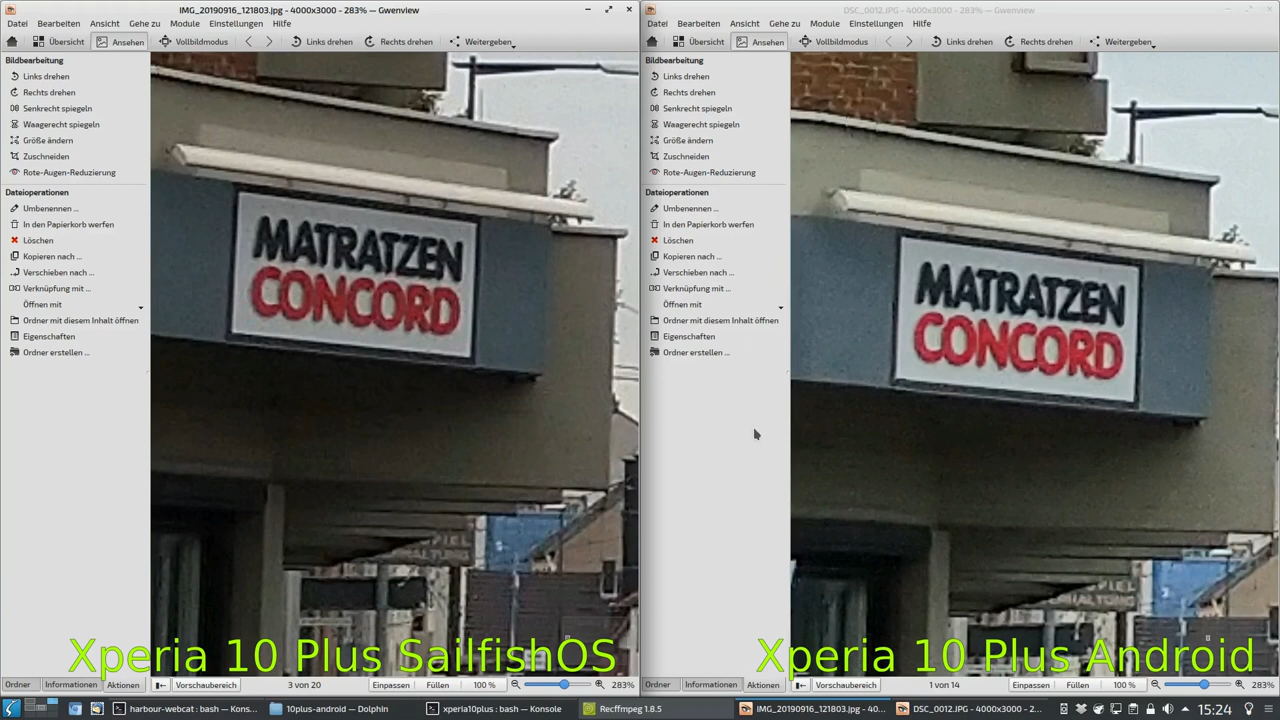 IMG_20190916_121803.jpg - 4000x3000 - 283% – Gwenview
Datei Bearbeiten Ansicht Gehe zu Module Einstellungen Hilfe
Übersicht Ansehen Vollbildmodus Links drehen Rechts drehen Weitergeben
Bildbearbeitung
Links drehen
Rechts drehen
Senkrecht spiegeln
Waagerecht spiegeln
Größe ändern
Zuschneiden
Rote-Augen-Reduzierung
Dateioperationen
Umbenennen ...
In den Papierkorb werfen
Löschen
Kopieren nach ...
Verschieben nach ...
Verknüpfung mit ...
Öffnen mit
Ordner mit diesem Inhalt öffnen
Eigenschaften
Ordner erstellen ...
MATRATZEN
CONCORD
SPIEL
HALTUNG
Xperia 10 Plus SailfishOS
Ordner Informationen Aktionen Vorschaubereich 3 von 20 Einpassen Füllen 100 % 283%
DSC_0012.JPG - 4000x3000 - 283% – Gwenview
Datei Bearbeiten Ansicht Gehe zu Module Einstellungen Hilfe
Übersicht Ansehen Vollbildmodus Links drehen Rechts drehen Weitergeben
Bildbearbeitung
Links drehen
Rechts drehen
Senkrecht spiegeln
Waagerecht spiegeln
Größe ändern
Zuschneiden
Rote-Augen-Reduzierung
Dateioperationen
Umbenennen ...
In den Papierkorb werfen
Löschen
Kopieren nach ...
Verschieben nach ...
Verknüpfung mit ...
Öffnen mit
Ordner mit diesem Inhalt öffnen
Eigenschaften
Ordner erstellen ...
MATRATZEN
CONCORD
SPIEL
HALTUNG
Xperia 10 Plus Android
Ordner Informationen Aktionen Vorschaubereich 1 von 14 Einpassen Füllen 100 % 283%
harbour-webcat : bash — Kons... 10plus-android — Dolphin xperia10plus : bash — Konsole Recffmpeg 1.8.5 IMG_20190916_121803.jpg - 40... DSC_0012.JPG - 4000x3000 - 2... 15:24